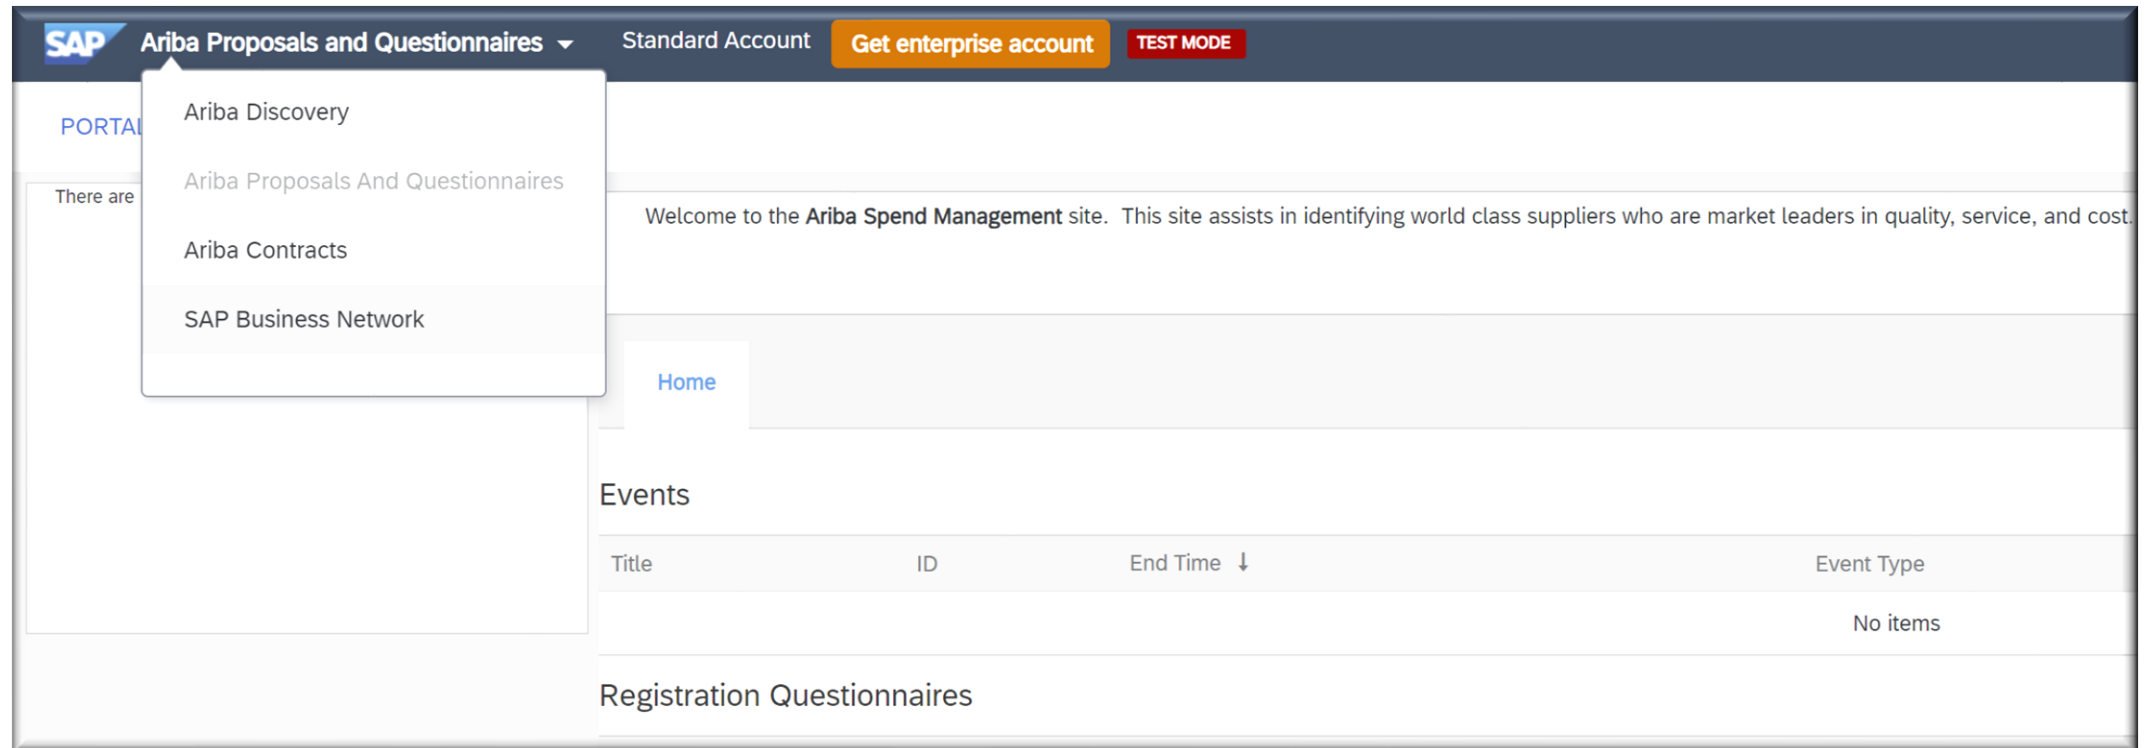 SAP Ariba Proposals and Questionnaires Standard Account Get enterprise account TEST MODE
Ariba Discovery
PORTAL
Ariba Proposals And Questionnaires
There are
Welcome to the Ariba Spend Management site. This site assists in identifying world class suppliers who are market leaders in quality, service, and cost.
Ariba Contracts
SAP Business Network
Home
Events
Title ID End Time ↓ Event Type
No items
Registration Questionnaires